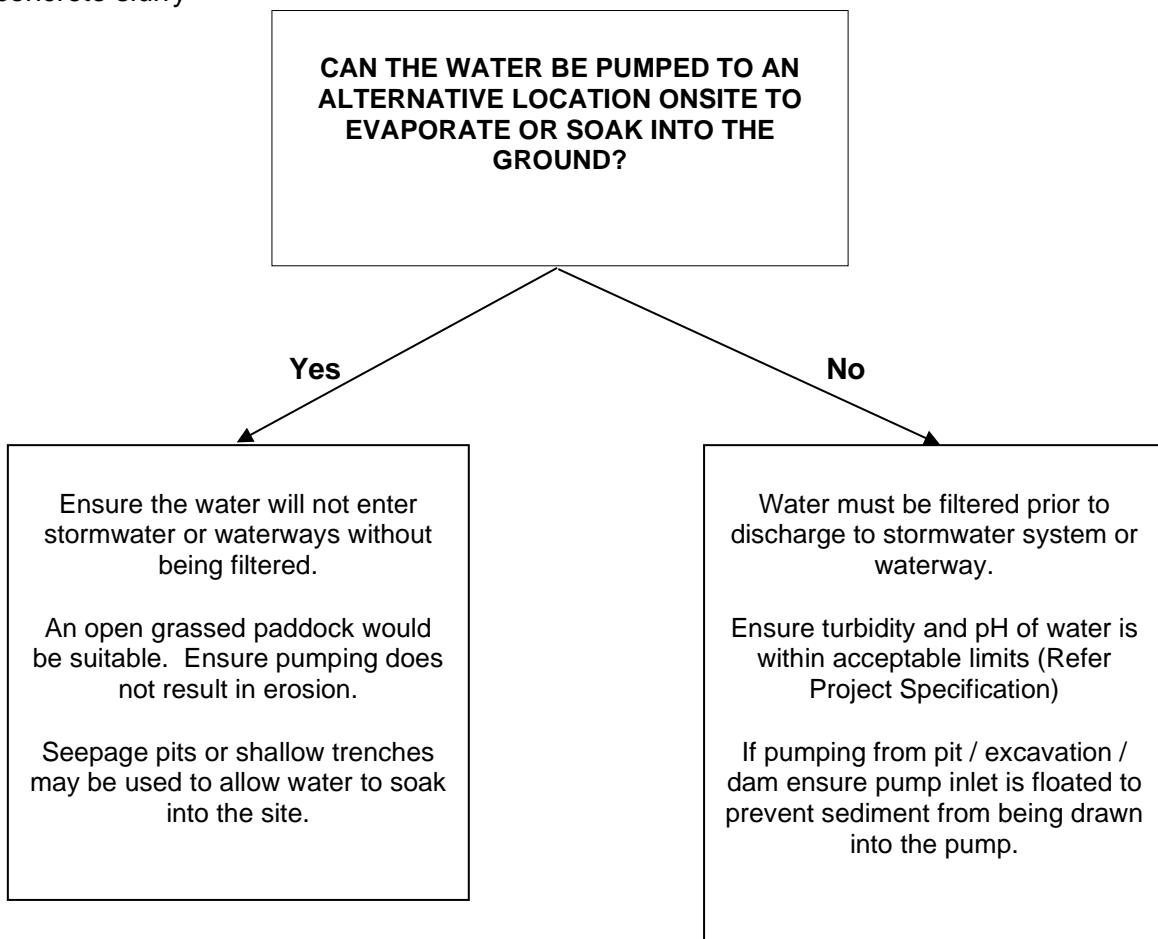 concrete slurry
CAN THE WATER BE PUMPED TO AN
ALTERNATIVE LOCATION ONSITE TO
EVAPORATE OR SOAK INTO THE
GROUND?
Yes
No
Ensure the water will not enter
stormwater or waterways without
being filtered.
An open grassed paddock would
be suitable.  Ensure pumping does
not result in erosion.
Seepage pits or shallow trenches
may be used to allow water to soak
into the site.
Water must be filtered prior to
discharge to stormwater system or
waterway.
Ensure turbidity and pH of water is
within acceptable limits (Refer
Project Specification)
If pumping from pit / excavation /
dam ensure pump inlet is floated to
prevent sediment from being drawn
into the pump.